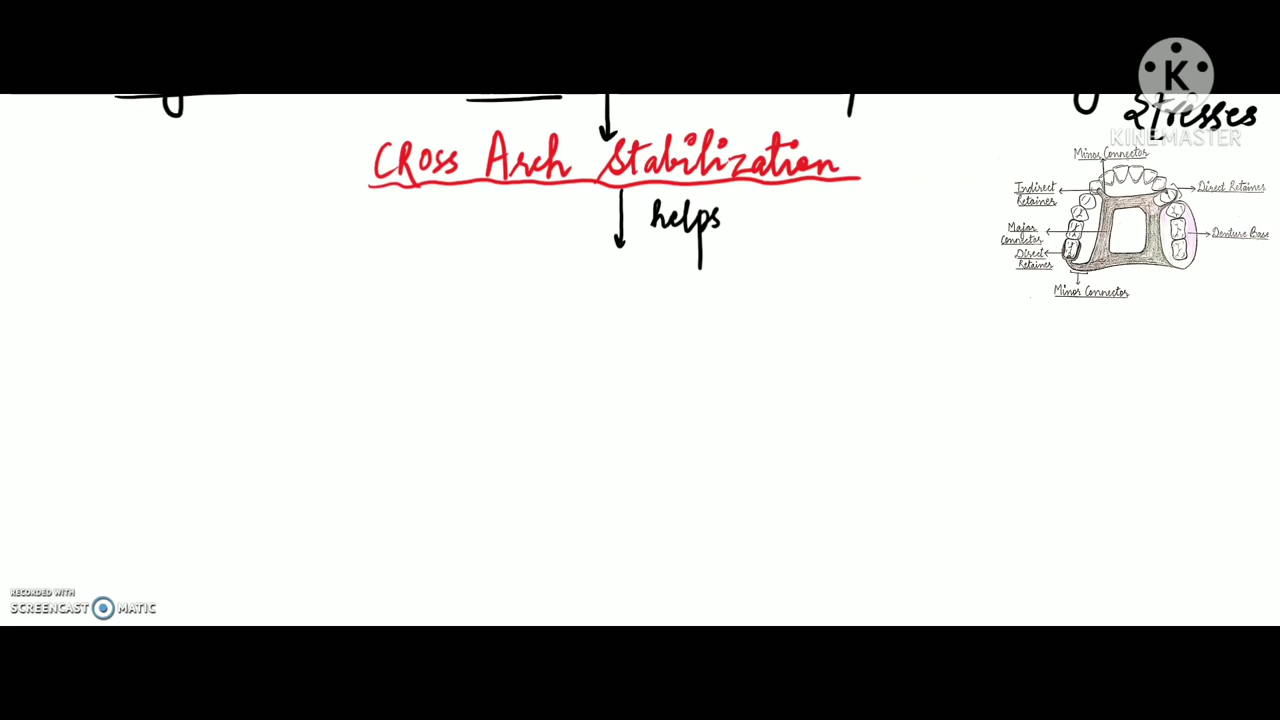 Stresses
KINEMASTER
CROSS Arch Stabilization
helps
Minor Connector
Indirect Retainer
Direct Retainer
Major Connector
Denture Base
Direct Retainer
Minor Connector
RECORDED WITH
SCREENCAST MATIC